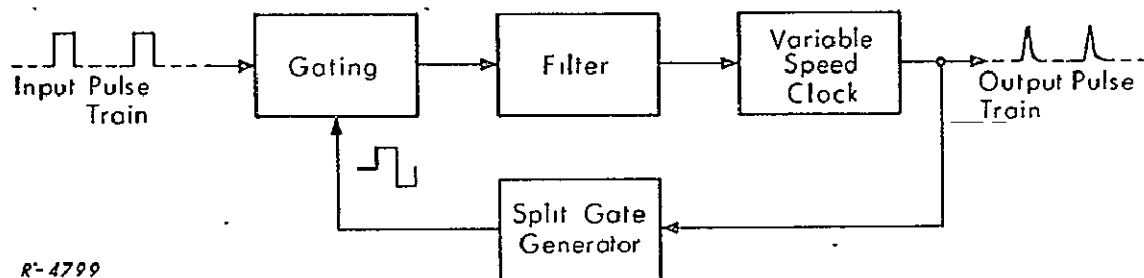 Input Pulse
Train
Gating
Filter
Variable
Speed
Clock
Output Pulse
Train
Split Gate
Generator
R-4799